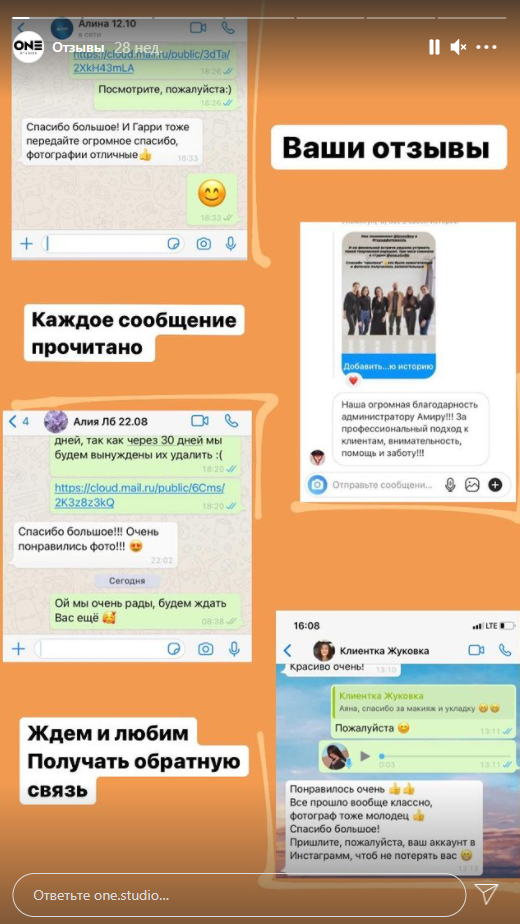 Алина 12.10
в сети
ONE
Отзывы 28 нед.
https://cloud.mail.ru/public/3dTa/
2XkH43mLA
18:26
Посмотрите, пожалуйста:)
18:26
Спасибо большое! И Гарри тоже
передайте огромное спасибо,
фотографии отличные👍
18:33
😊
18:33
Ваши отзывы
Добавить...ю историю
Наша огромная благодарность
администратору Амиру!!! За
профессиональный подход к
клиентам, внимательность,
помощь и заботу!!!
Отправьте сообщени...
Каждое сообщение
прочитано
4 Алия Лб 22.08
дней, так как через 30 дней мы
будем вынуждены их удалить :(
18:20
https://cloud.mail.ru/public/6Cms/
2K3z8z3kQ
18:20
Спасибо большое!!! Очень
понравились фото!!! 😍
22:02
Сегодня
Ой мы очень рады, будем ждать
Вас ещё 🥰
08:38
16:08 LTE
Клиентка Жуковка
Красиво очень!
13:10
Клиентка Жуковка
Аяна, спасибо за макияж и укладку
Пожалуйста 😊
13:11
0:03 13:11
Понравилось очень 👍👍
Все прошло вообще классно,
фотограф тоже молодец 👍
Спасибо большое!
Пришлите, пожалуйста, ваш аккаунт в
Инстаграмм, чтоб не потерять вас
13:13
Ждем и любим
Получать обратную
связь
Ответьте one.studio...